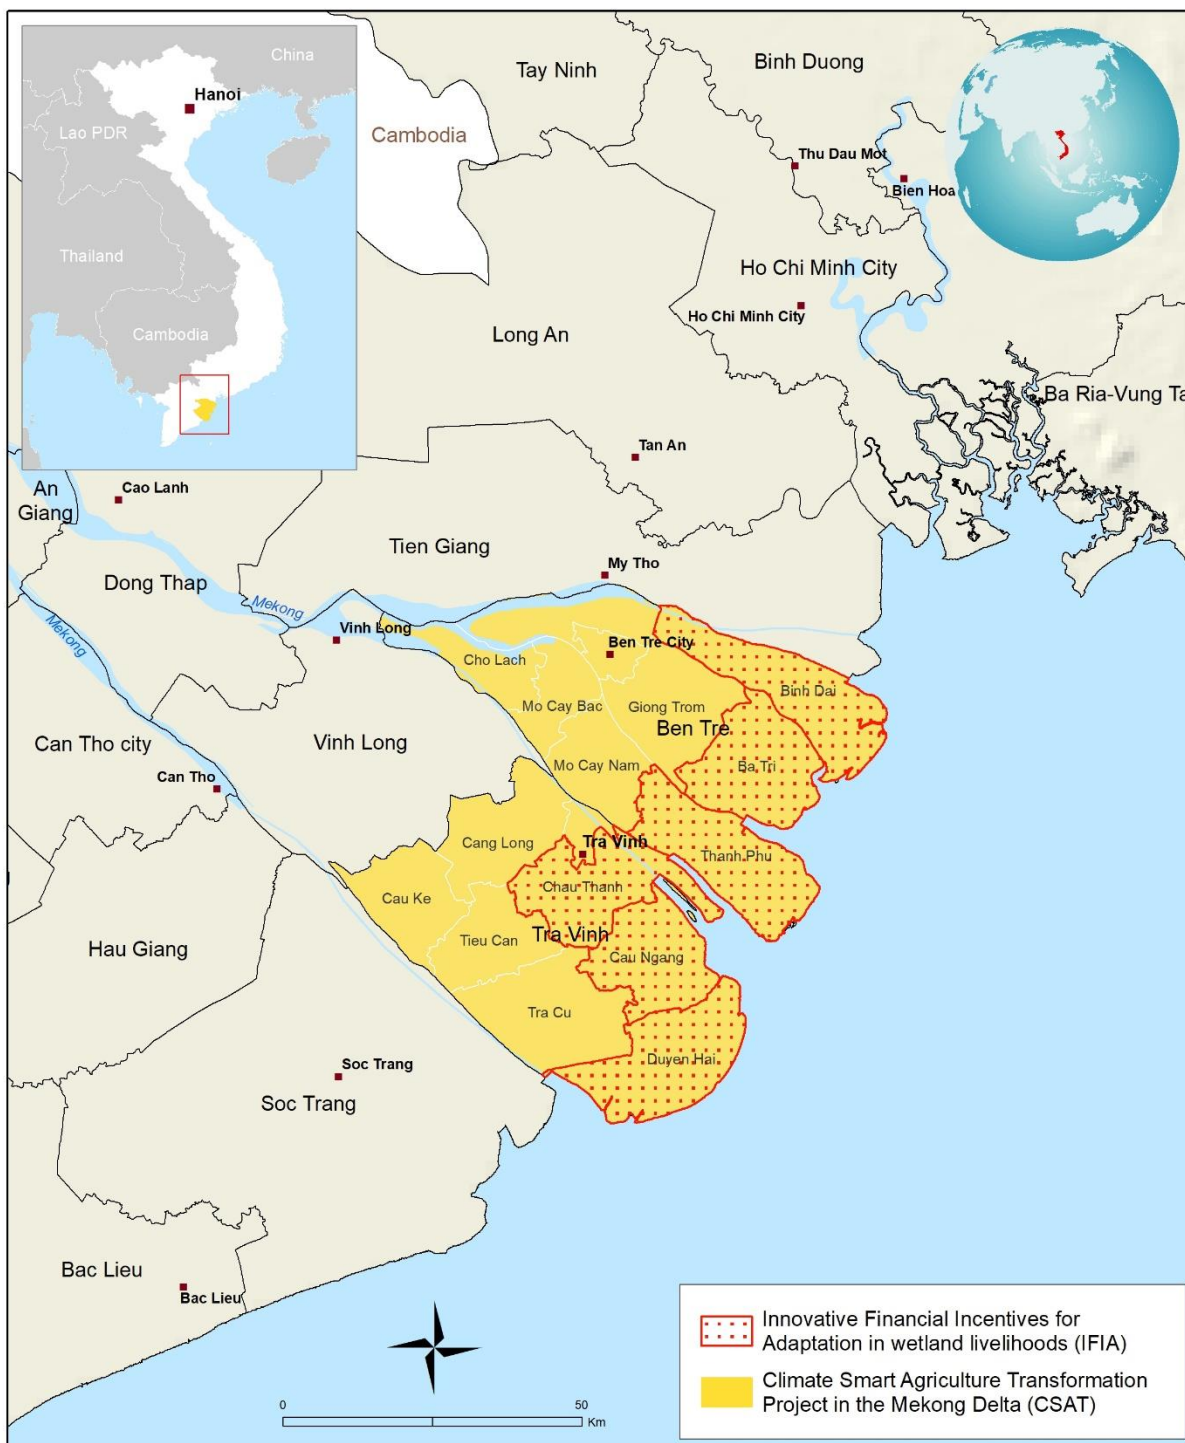 China
Hanoi
Lao PDR
Thailand
Cambodia
Cambodia
Tay Ninh
Binh Duong
Thu Dau Mot
Bien Hoa
Ho Chi Minh City
Ho Chi Minh City
Long An
Ba Ria-Vung Ta
Tan An
An
Giang
Cao Lanh
Tien Giang
My Tho
Dong Thap
Mekong
Mekong
Vinh Long
Ben Tre City
Cho Lach
Binh Dai
Mo Cay Bac
Giong Trom
Ben Tre
Can Tho city
Vinh Long
Mo Cay Nam
Ba Tri
Can Tho
Cang Long
Tra Vinh
Thanh Phu
Chau Thanh
Cau Ke
Tieu Can
Tra Vinh
Hau Giang
Cau Ngang
Tra Cu
Duyen Hai
Soc Trang
Soc Trang
Bac Lieu
Bac Lieu
0
50
Km
Innovative Financial Incentives for
Adaptation in wetland livelihoods (IFIA)
Climate Smart Agriculture Transformation
Project in the Mekong Delta (CSAT)